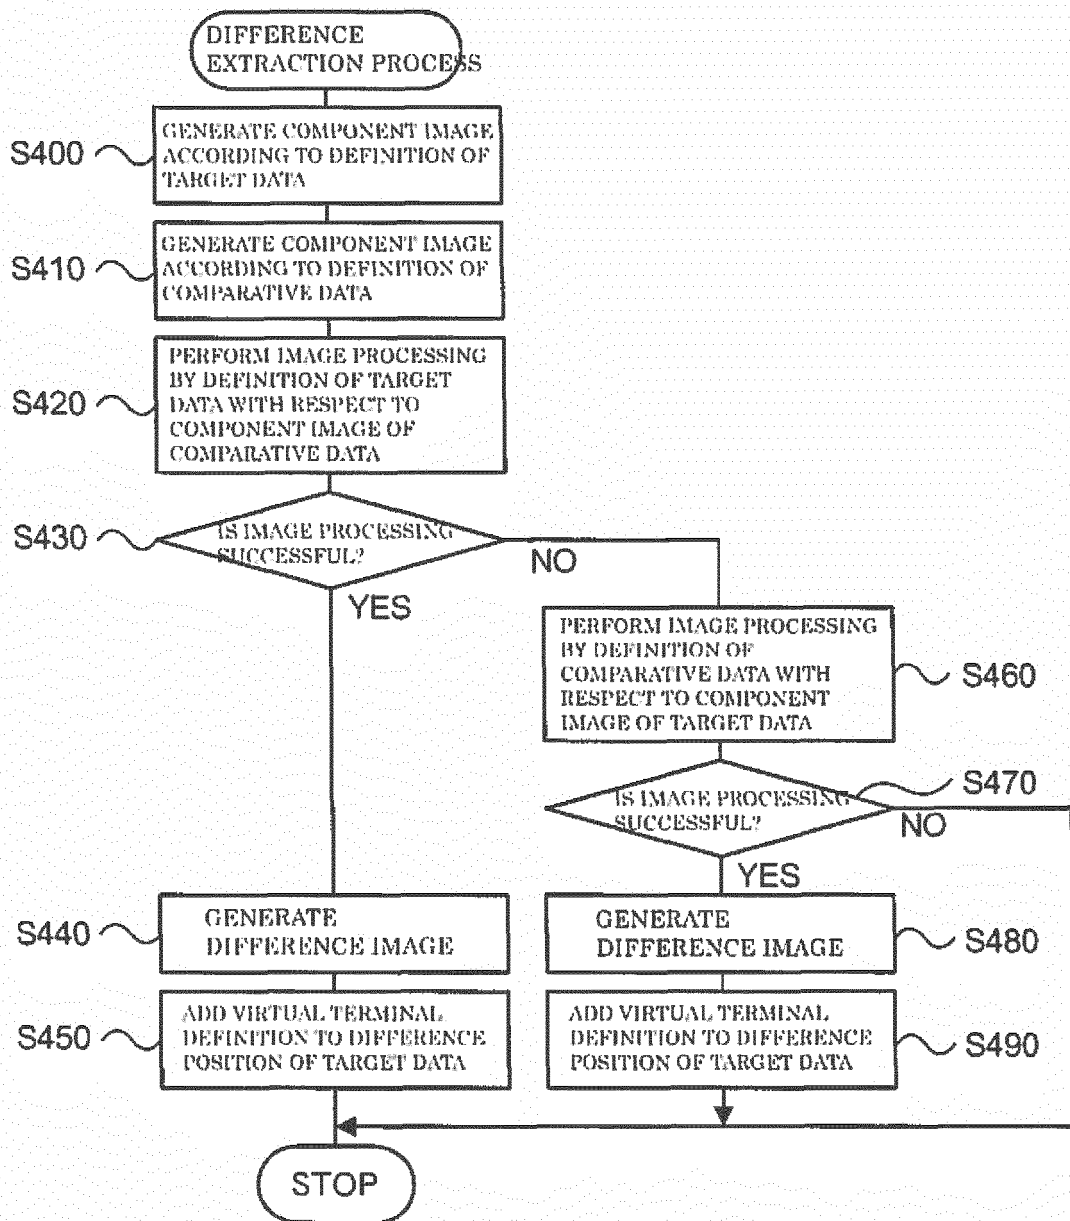 DIFFERENCE
EXTRACTION PROCESS
S400
GENERATE COMPONENT IMAGE
ACCORDING TO DEFINITION OF
TARGET DATA
S410
GENERATE COMPONENT IMAGE
ACCORDING TO DEFINITION OF
COMPARATIVE DATA
S420
PERFORM IMAGE PROCESSING
BY DEFINITION OF TARGET
DATA WITH RESPECT TO
COMPONENT IMAGE OF
COMPARATIVE DATA
S430
IS IMAGE PROCESSING
SUCCESSFUL?
NO
YES
PERFORM IMAGE PROCESSING
BY DEFINITION OF
COMPARATIVE DATA WITH
RESPECT TO COMPONENT
IMAGE OF TARGET DATA
S460
S470
IS IMAGE PROCESSING
SUCCESSFUL?
NO
YES
S440
GENERATE
DIFFERENCE IMAGE
GENERATE
DIFFERENCE IMAGE
S480
S450
ADD VIRTUAL TERMINAL
DEFINITION TO DIFFERENCE
POSITION OF TARGET DATA
ADD VIRTUAL TERMINAL
DEFINITION TO DIFFERENCE
POSITION OF TARGET DATA
S490
STOP